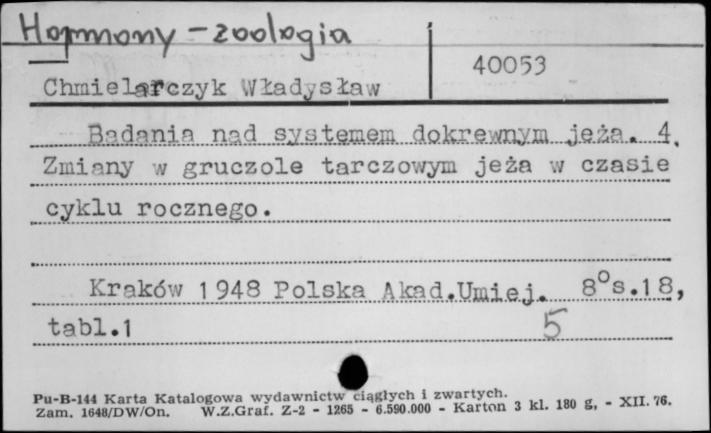 Hormony - zoologia
40053
Chmielarczyk Władysław
Badania nad systemem dokrewnym jeża. 4.
Zmiany w gruczole tarczowym jeża w czasie
cyklu rocznego.
Kraków 1948 Polska Akad.Umiej. 8°s.18,
tabl.1
5
Pu-B-144 Karta Katalogowa wydawnictw ciągłych i zwartych.
Zam. 1648/DW/On. W.Z.Graf. Z-2 - 1265 - 6.590.000 - Karton 3 kl. 180 g, - XII. 76.